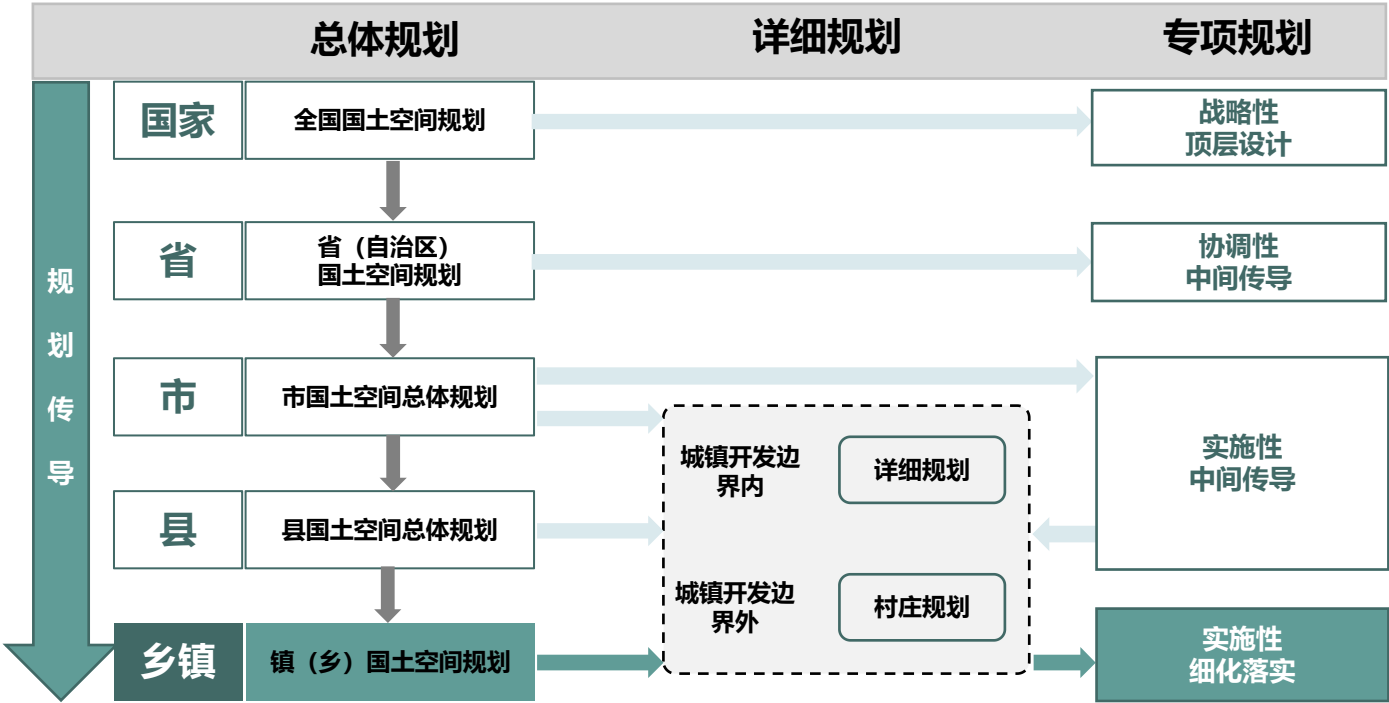 总体规划
详细规划
专项规划
规
划
传
导
国家
全国国土空间规划
战略性
顶层设计
省
省（自治区）
国土空间规划
协调性
中间传导
市
市国土空间总体规划
城镇开发边
界内
详细规划
实施性
中间传导
县
县国土空间总体规划
城镇开发边
界外
村庄规划
乡镇
镇（乡）国土空间规划
实施性
细化落实